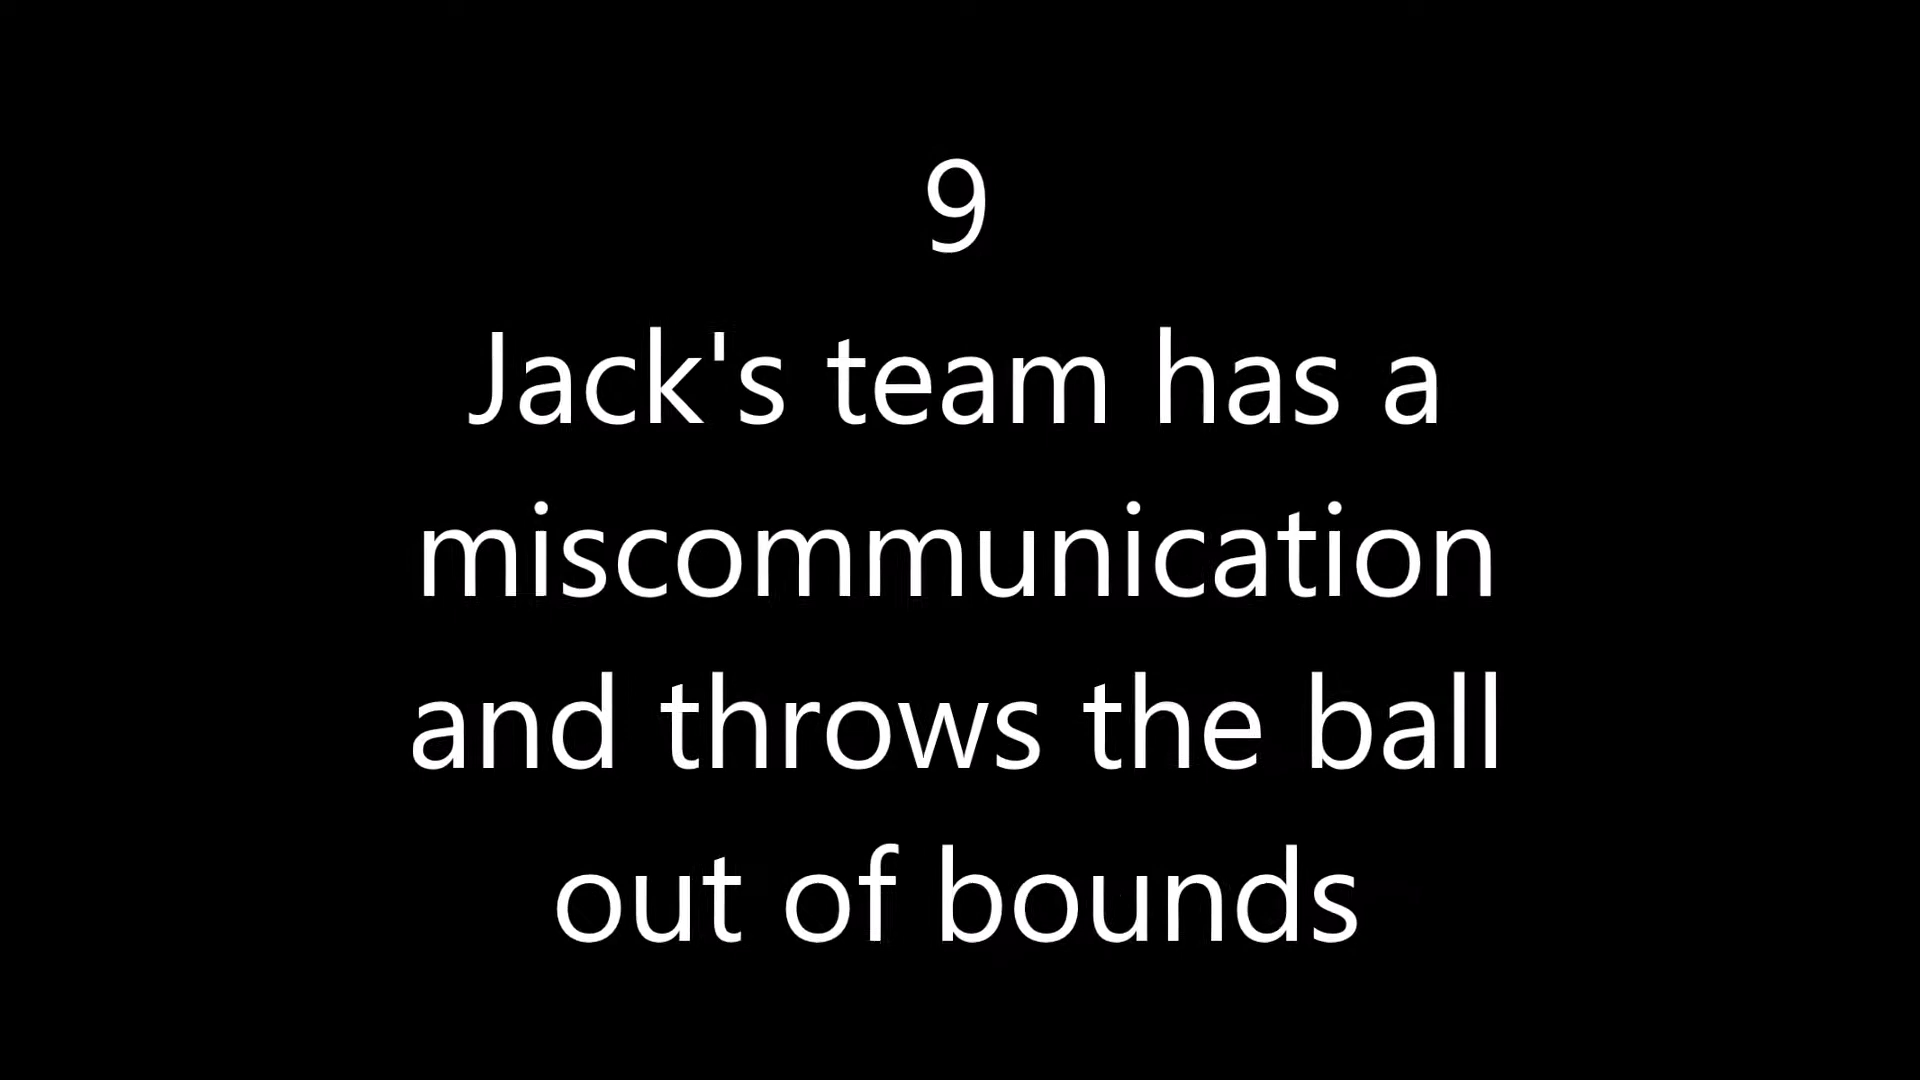 9
Jack's team has a
miscommunication
and throws the ball
out of bounds